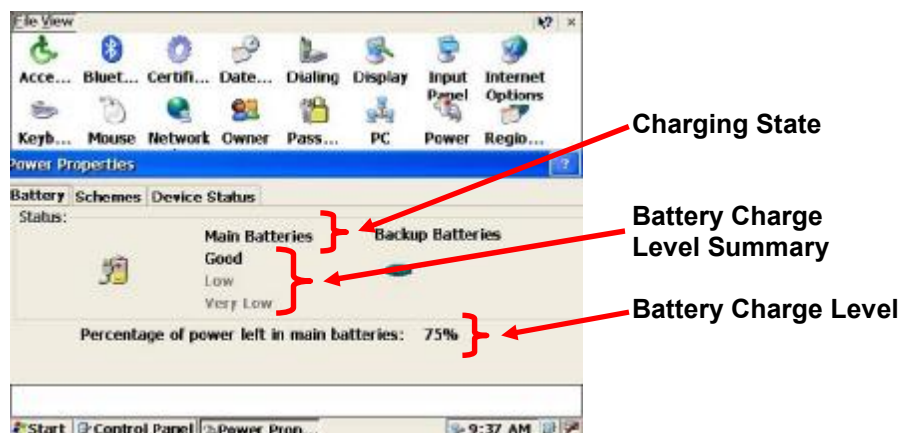 File View
Acce... Bluet... Certifi... Date... Dialing Display Input Panel Internet Options
Keyb... Mouse Network Owner Pass... PC Power Regio...
Power Properties ?
Battery Schemes Device Status
Status:
Main Batteries Backup Batteries
Good
Low
Very Low
Percentage of power left in main batteries: 75%
Start Control Panel Power Prop... 9:37 AM
Charging State
Battery Charge
Level Summary
Battery Charge Level